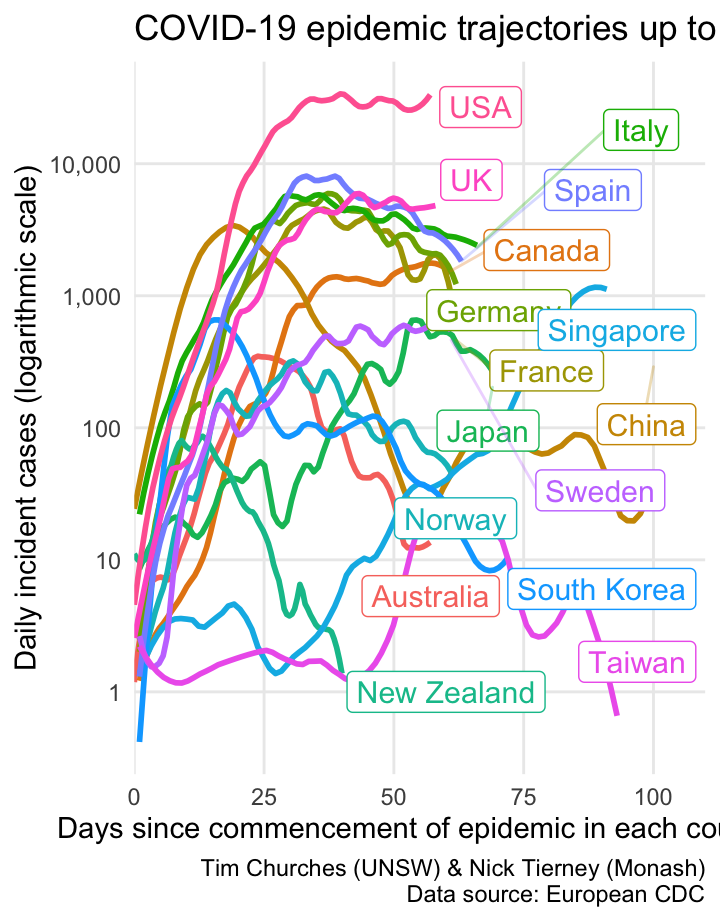 COVID-19 epidemic trajectories up to
Daily incident cases (logarithmic scale)
10,000
1,000
100
10
1
USA
Italy
UK
Spain
Canada
Germany
Singapore
France
China
Japan
Sweden
Norway
South Korea
Australia
Taiwan
New Zealand
0 25 50 75 100
Days since commencement of epidemic in each cou
Tim Churches (UNSW) & Nick Tierney (Monash)
Data source: European CDC